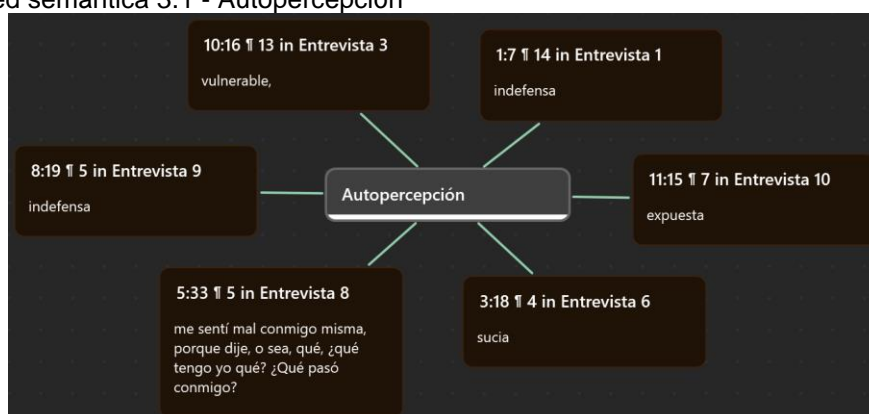 ed semántica 3.1 - Autopercepción
10:16 ¶ 13 in Entrevista 3
vulnerable,
1:7 ¶ 14 in Entrevista 1
indefensa
8:19 ¶ 5 in Entrevista 9
indefensa
Autopercepción
11:15 ¶ 7 in Entrevista 10
expuesta
5:33 ¶ 5 in Entrevista 8
me sentí mal conmigo misma,
porque dije, o sea, qué, ¿qué
tengo yo qué? ¿Qué pasó
conmigo?
3:18 ¶ 4 in Entrevista 6
sucia